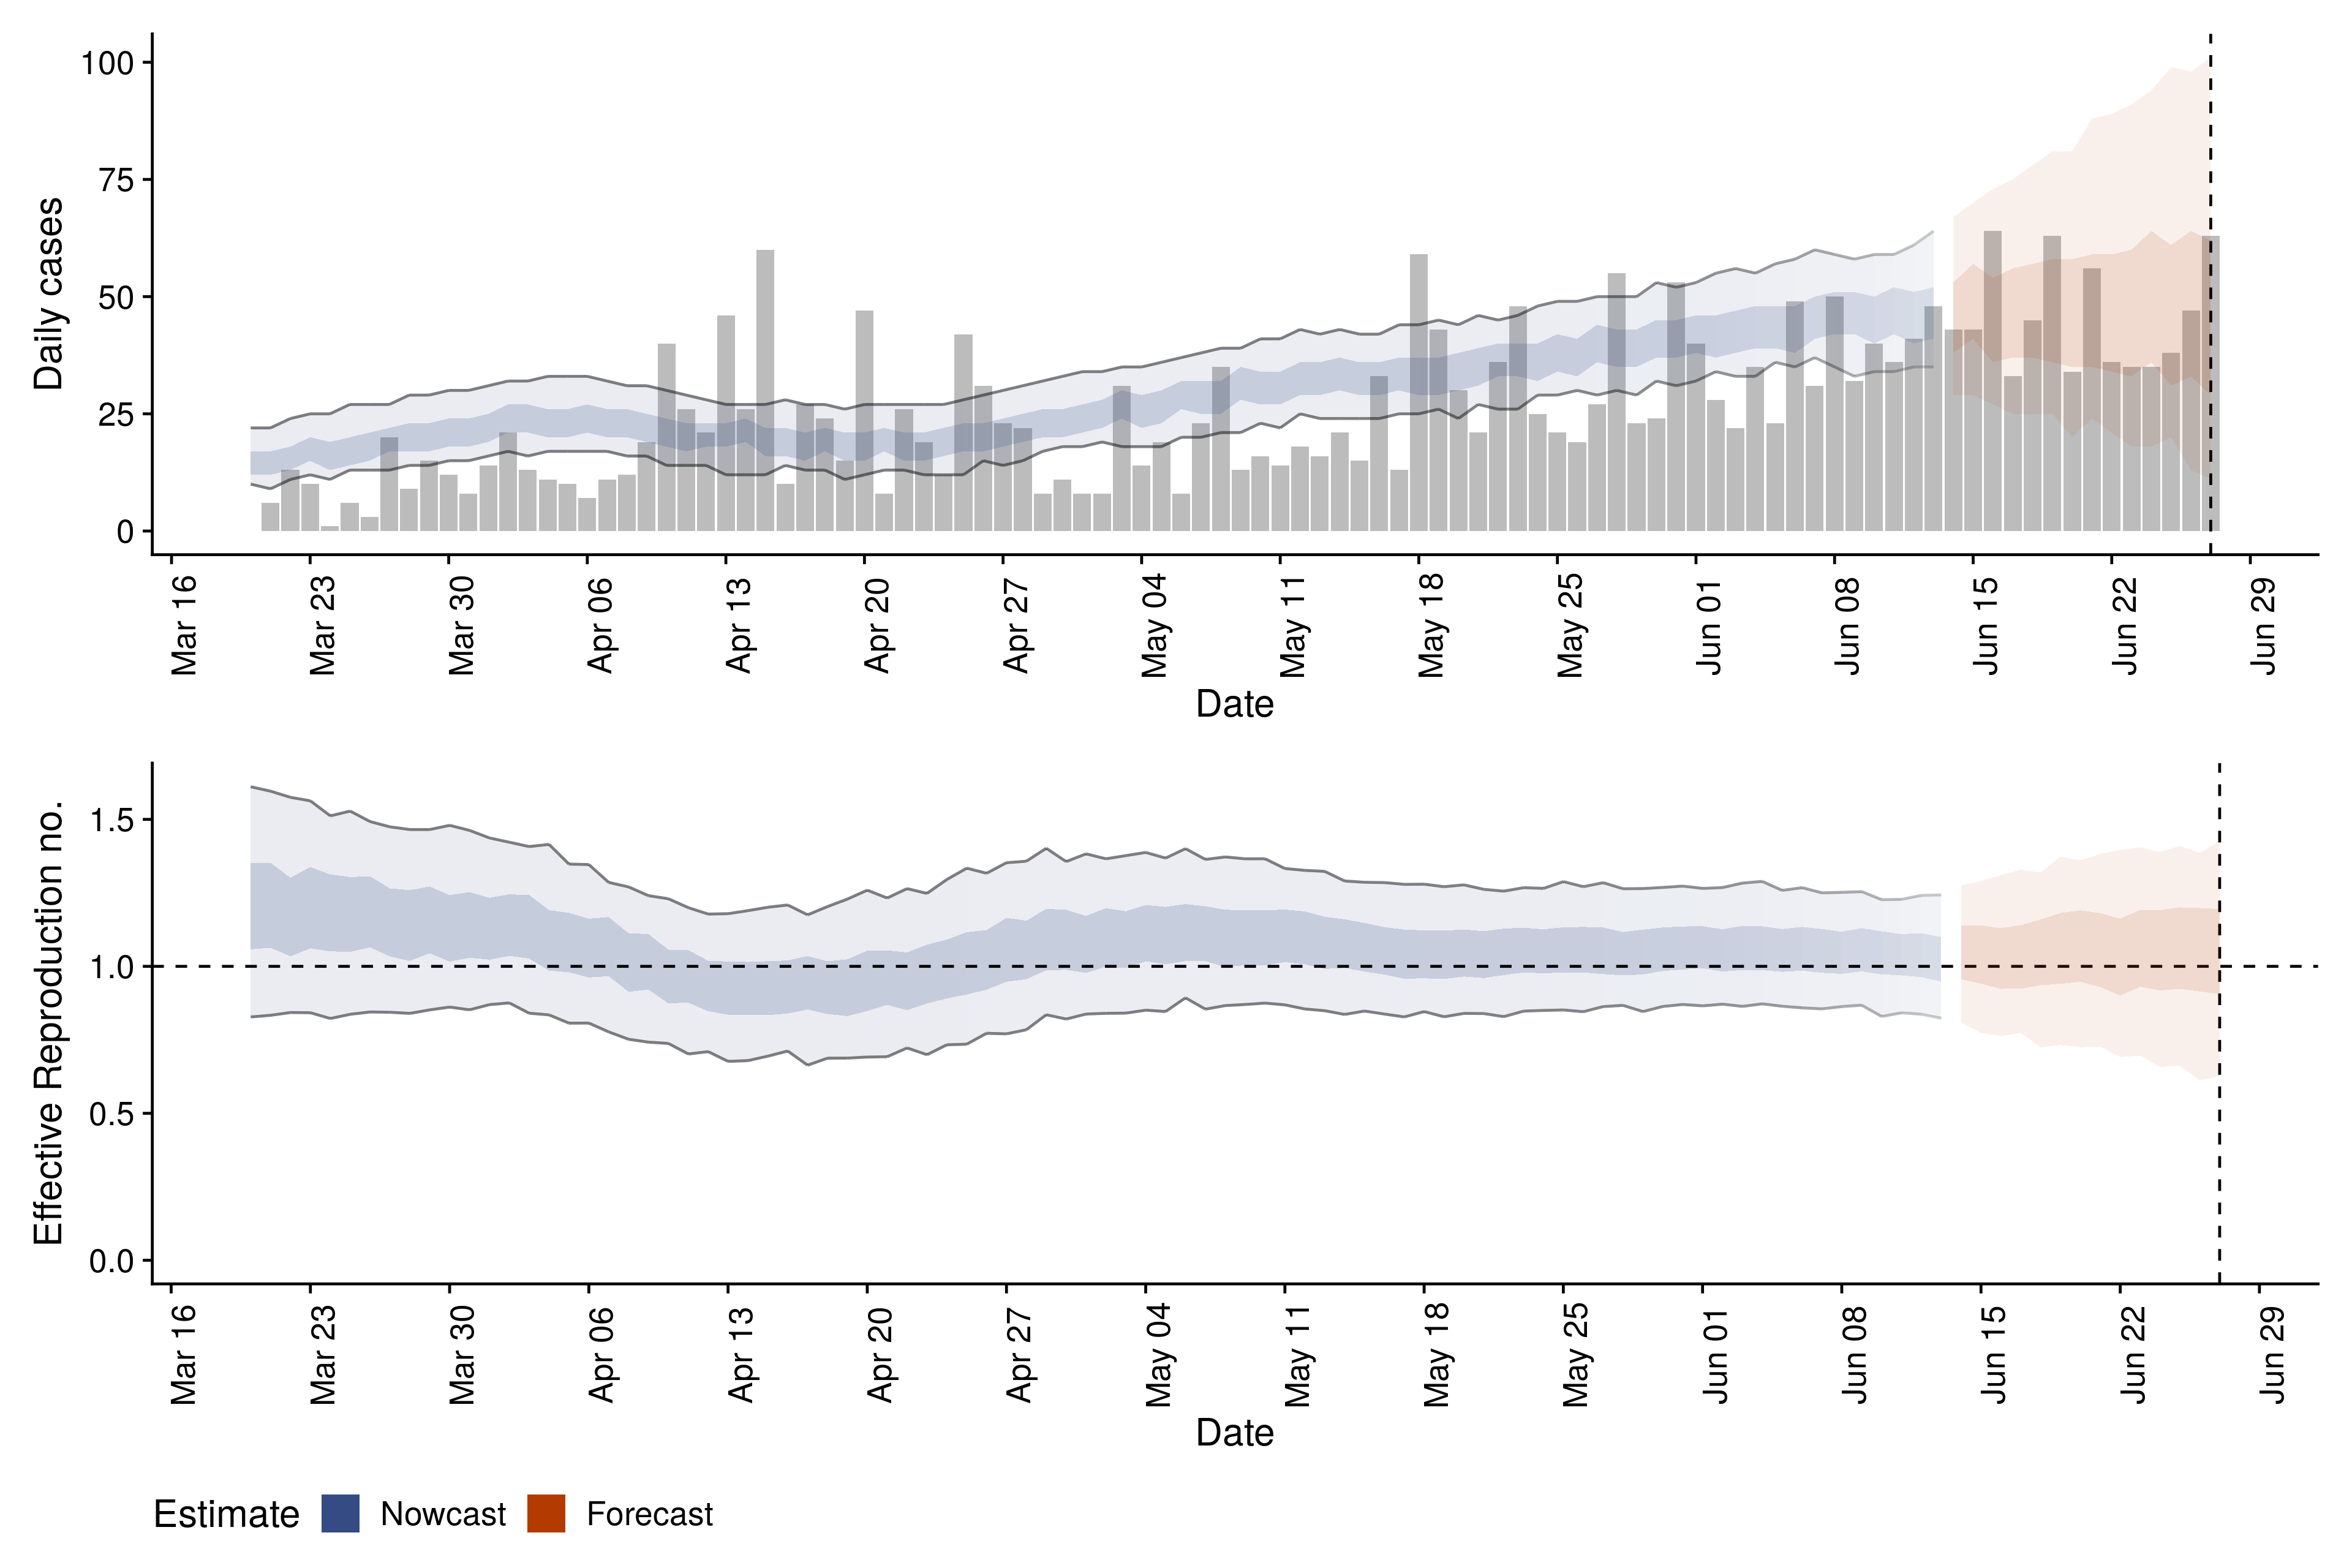 100
75
50
25
0
Daily cases
Mar 16
Mar 23
Mar 30
Apr 06
Apr 13
Apr 20
Apr 27
May 04
May 11
May 18
May 25
Jun 01
Jun 08
Jun 15
Jun 22
Jun 29
Date
1.5
1.0
0.5
0.0
Effective Reproduction no.
Mar 16
Mar 23
Mar 30
Apr 06
Apr 13
Apr 20
Apr 27
May 04
May 11
May 18
May 25
Jun 01
Jun 08
Jun 15
Jun 22
Jun 29
Date
Estimate Nowcast Forecast